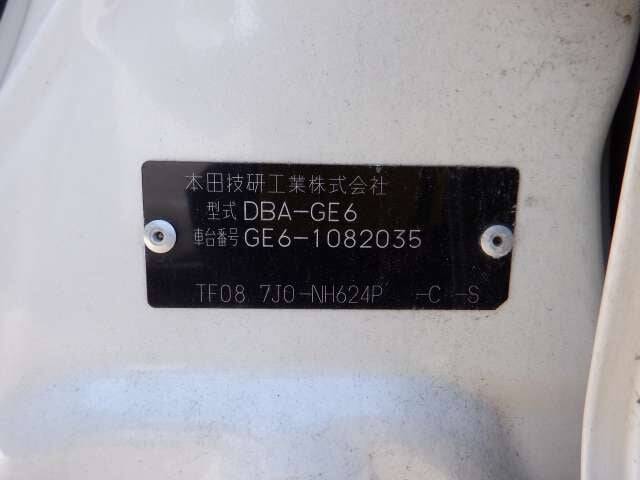 本田技研工業株式会社
型式 DBA-GE6
車台番号 GE6-1082035
TF08 7J0-NH624P -C -S